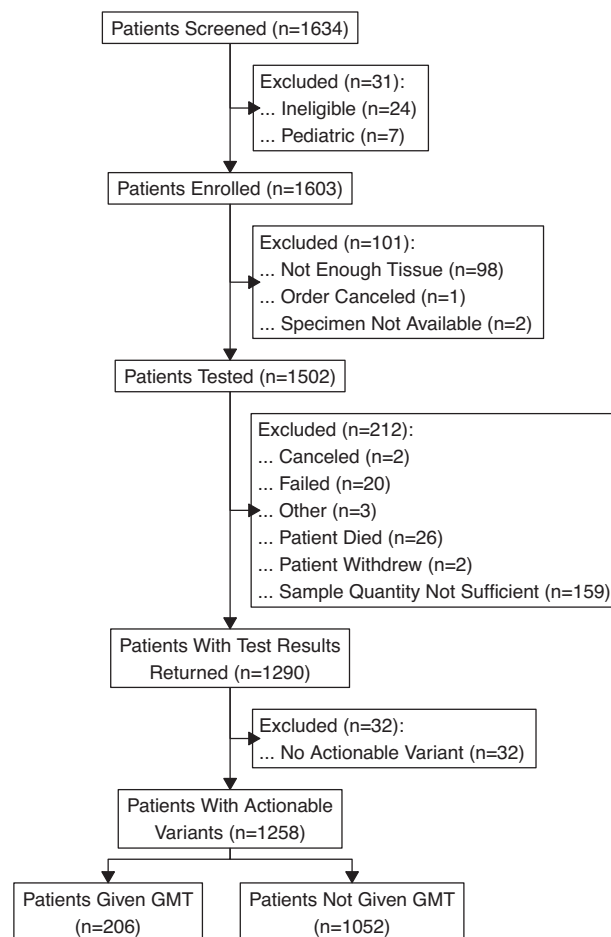 Patients Screened (n=1634)
Excluded (n=31):
... Ineligible (n=24)
... Pediatric (n=7)
Patients Enrolled (n=1603)
Excluded (n=101):
... Not Enough Tissue (n=98)
... Order Canceled (n=1)
... Specimen Not Available (n=2)
Patients Tested (n=1502)
Excluded (n=212):
... Canceled (n=2)
... Failed (n=20)
... Other (n=3)
... Patient Died (n=26)
... Patient Withdrew (n=2)
... Sample Quantity Not Sufficient (n=159)
Patients With Test Results
Returned (n=1290)
Excluded (n=32):
... No Actionable Variant (n=32)
Patients With Actionable
Variants (n=1258)
Patients Given GMT
(n=206)
Patients Not Given GMT
(n=1052)